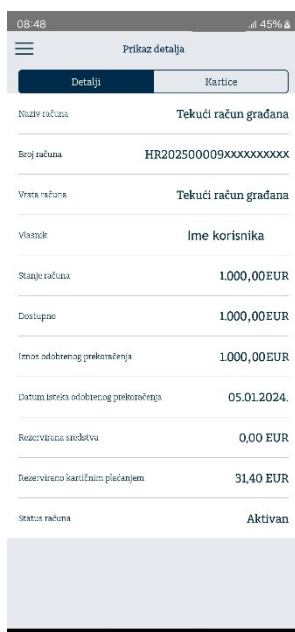 08:48
45%
Prikaz detalja
Detalji Kartice
Naziv računa Tekući račun građana
Broj računa HR202500009XXXXXXXXXX
Vrsta računa Tekući račun građana
Vlasnik Ime korisnika
Stanje računa 1.000,00EUR
Dostupno 1.000,00EUR
Iznos odobrenog prekoračenja 1.000,00EUR
Datum isteka odobrenog prekoračenja 05.01.2024.
Rezervirana sredstva 0,00 EUR
Rezervirano kartičnim plaćanjem 31,40 EUR
Status računa Aktivan